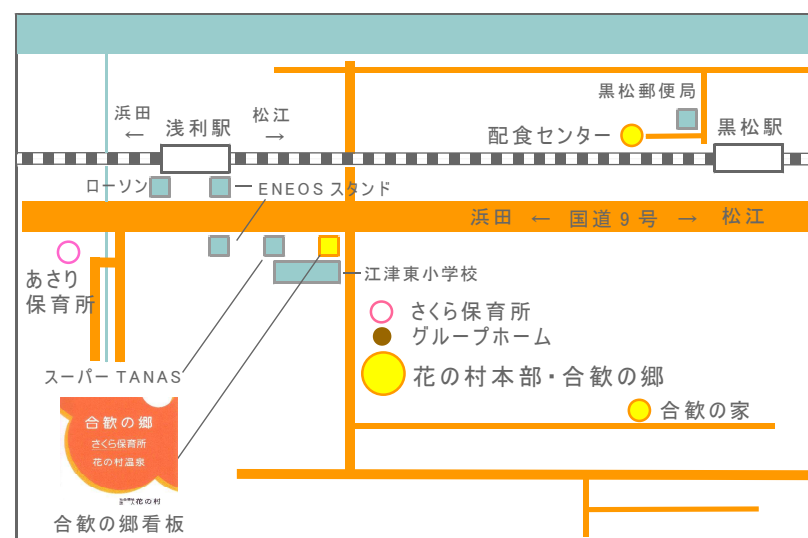 黒松郵便局
浜田
←
松江
→
浅利駅
配食センター
黒松駅
ローソン
ENEOS スタンド
浜田 ← 国道 9 号 → 松江
あさり
保育所
江津東小学校
さくら保育所
グループホーム
花の村本部・合歓の郷
スーパー TANAS
合歓の家
合歓の郷
さくら保育所
花の村温泉
花の村
合歓の郷看板